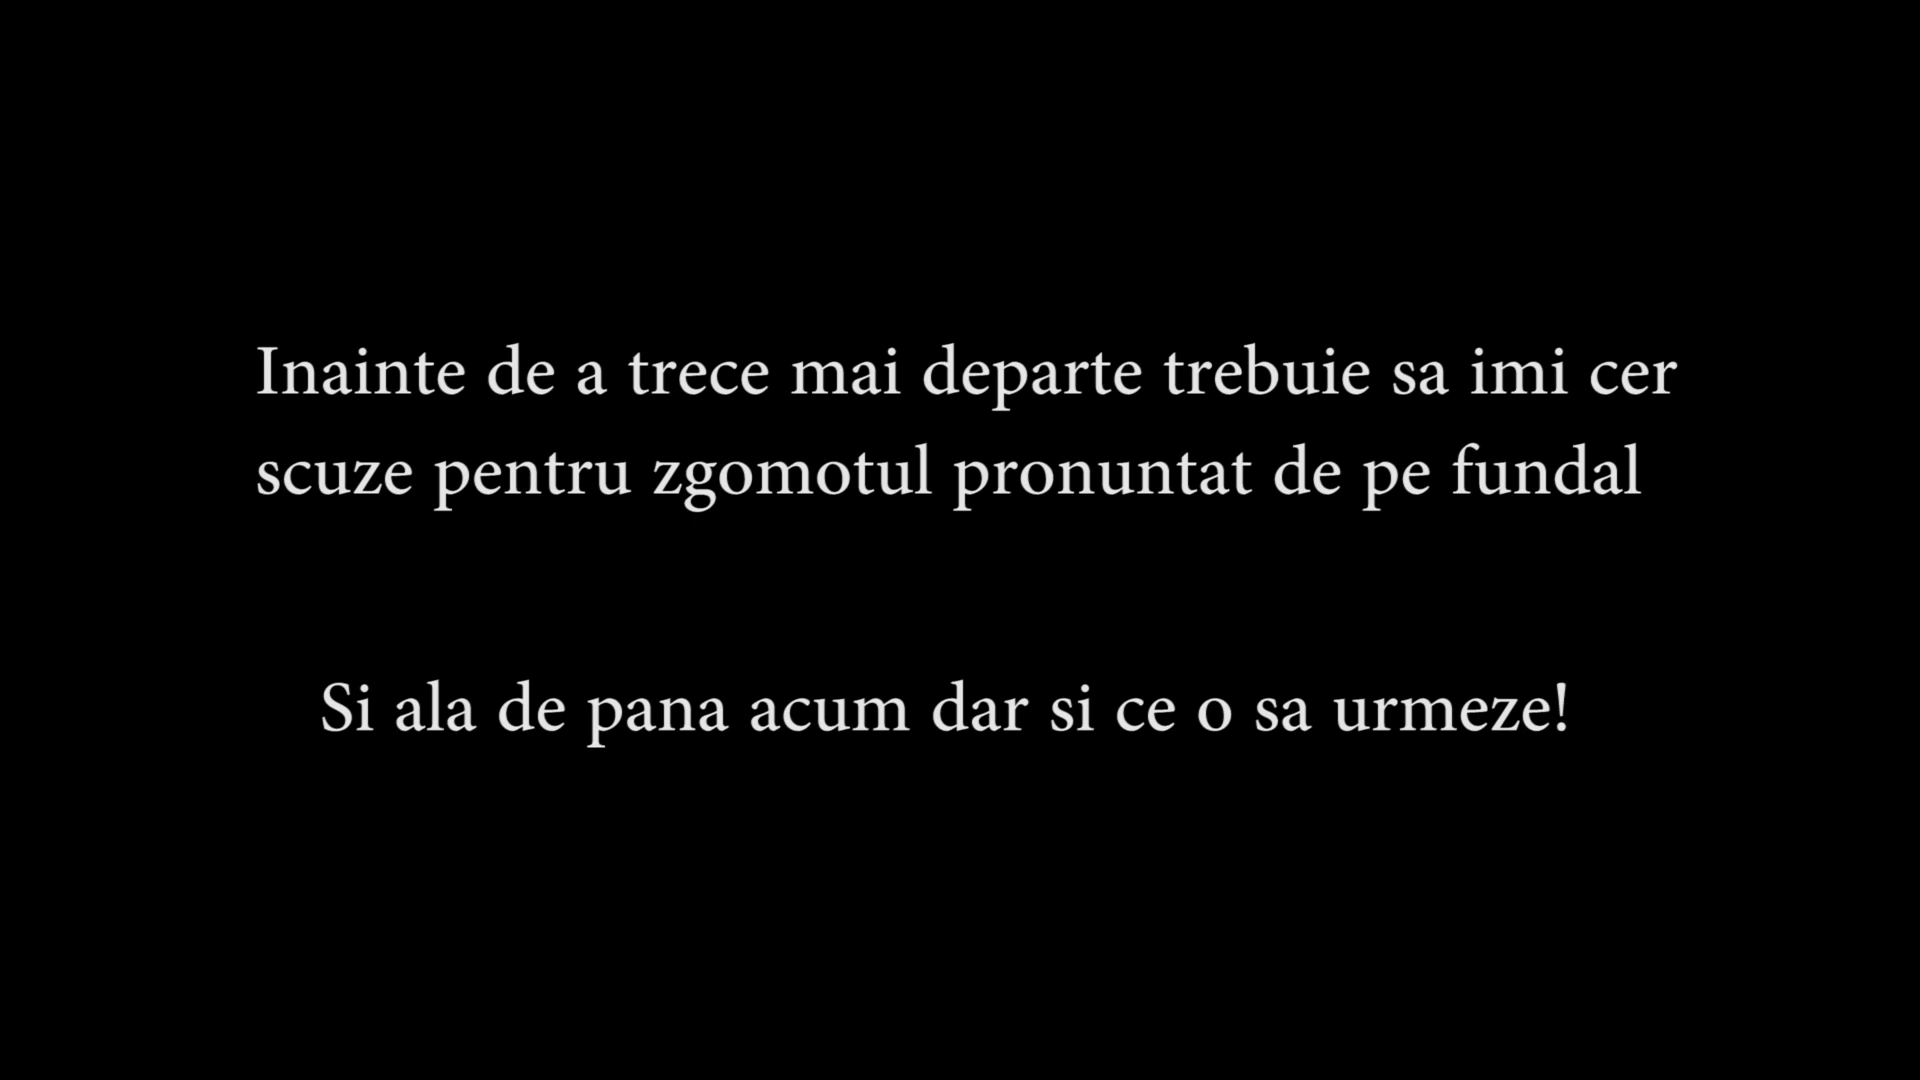 Inainte de a trece mai departe trebuie sa imi cer
scuze pentru zgomotul pronuntat de pe fundal
Si ala de pana acum dar si ce o sa urmeze!